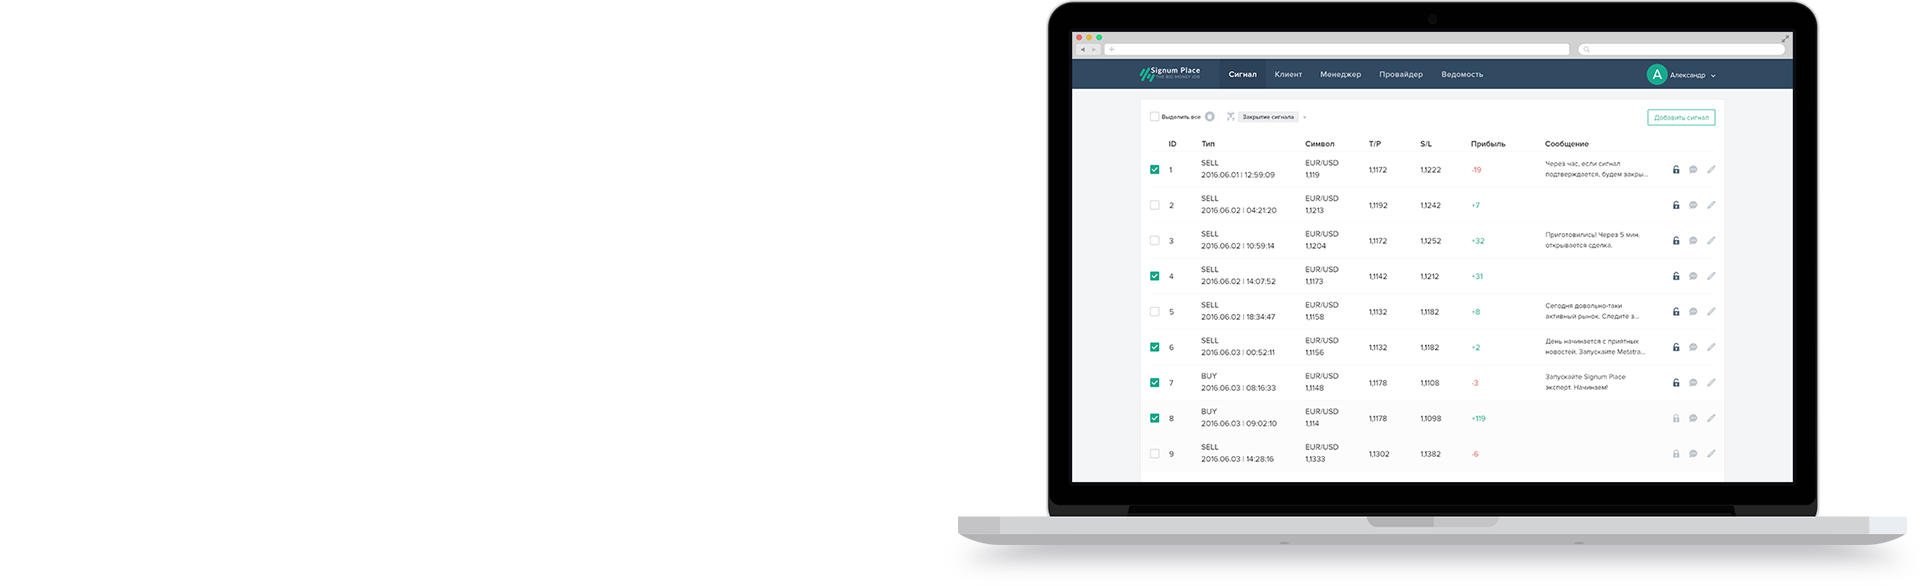 Signum Place
THE BIG MONEY JOB
Сигнал Клиент Менеджер Провайдер Ведомость
А Александр
Выделить все Закрытие сигнала Добавить сигнал
ID Тип Символ T/P S/L Прибыль Сообщение
SELL EUR/USD Через час, если сигнал
1 2016.06.01 | 12:59:09 1,119 1,1172 1,1222 -19 подтверждается, будем закры...
SELL EUR/USD
2 2016.06.02 | 04:21:20 1,1213 1,1192 1,1242 +7
SELL EUR/USD Приготовились! Через 5 мин.
3 2016.06.02 | 10:59:14 1,1204 1,1172 1,1252 +32 открывается сделка.
SELL EUR/USD
4 2016.06.02 | 14:07:52 1,1173 1,1142 1,1212 +31
SELL EUR/USD Сегодня довольно-таки
5 2016.06.02 | 18:34:47 1,1158 1,1132 1,1182 +8 активный рынок. Следите з...
SELL EUR/USD День начинается с приятных
6 2016.06.03 | 00:52:11 1,1156 1,1132 1,1182 +2 новостей. Запускайте Metatra...
BUY EUR/USD Запускайте Signum Place
7 2016.06.03 | 08:16:33 1,1148 1,1178 1,1108 -3 эксперт. Начинаем!
BUY EUR/USD
8 2016.06.03 | 09:02:10 1,114 1,1178 1,1098 +119
SELL EUR/USD
9 2016.06.03 | 14:28:16 1,1333 1,1302 1,1382 -6